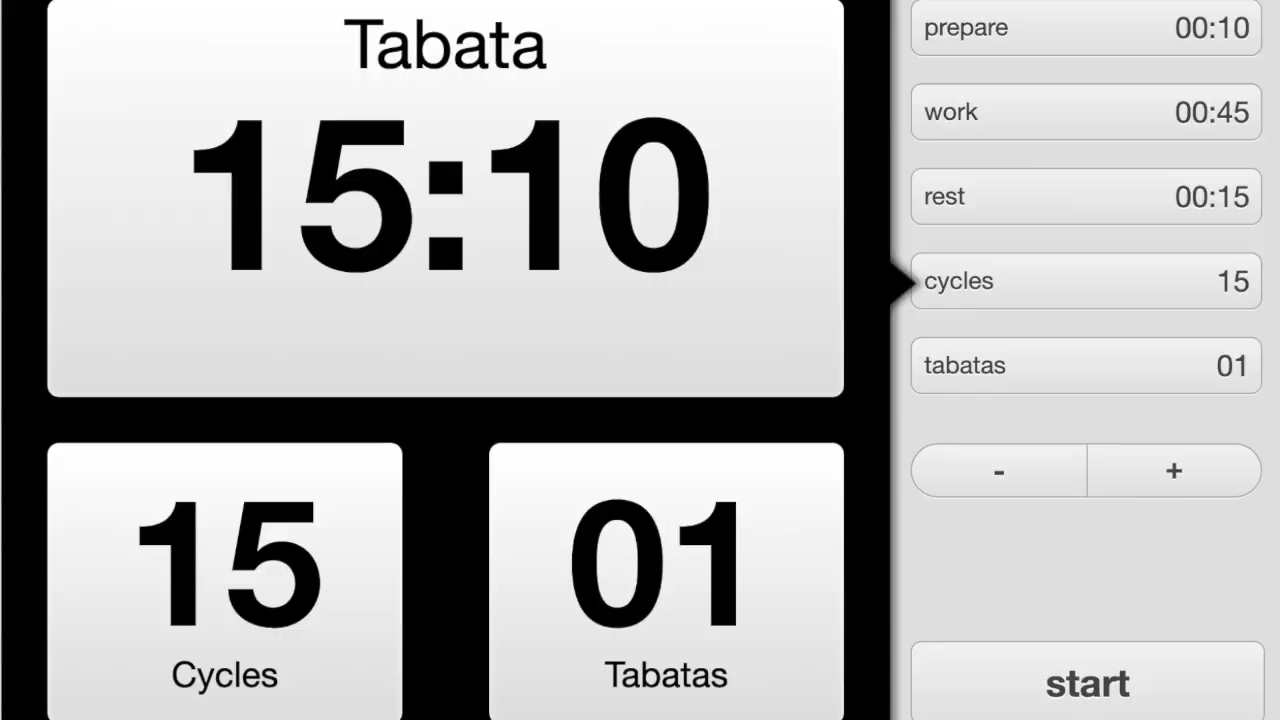 Tabata
15:10
15
Cycles
01
Tabatas
prepare 00:10
work 00:45
rest 00:15
cycles 15
tabatas 01
- +
start